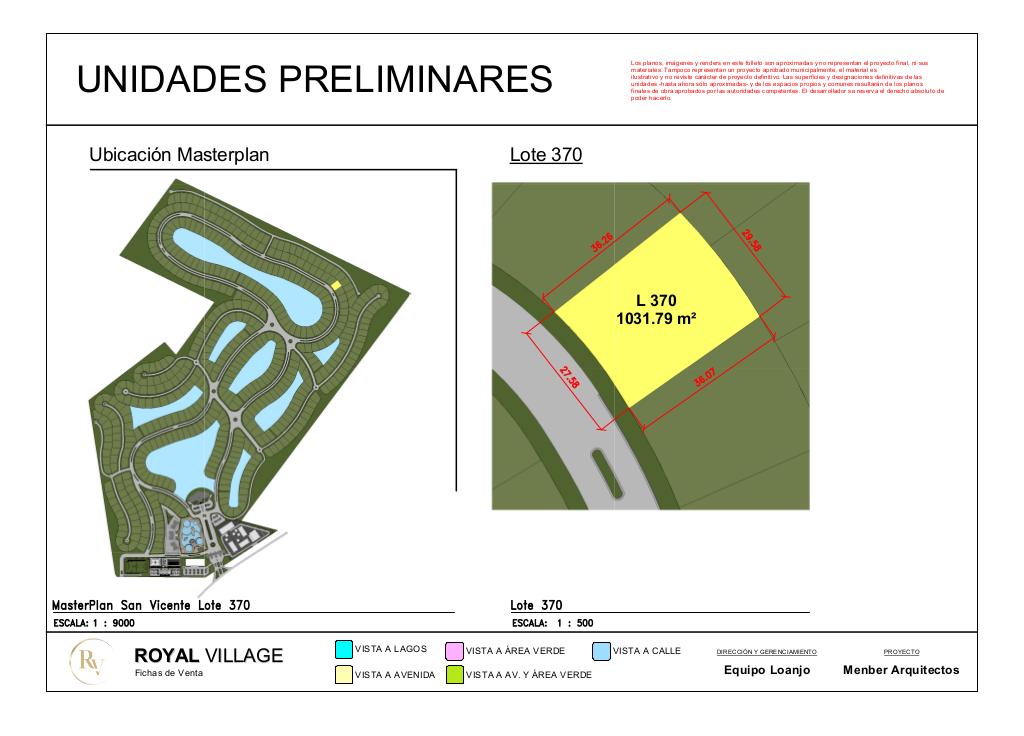 UNIDADES PRELIMINARES
Los planos, imágenes y renders en este folleto son aproximadas y no representan el proyecto final, ni sus
materiales. Tampoco representan un proyecto aprobado municipalmente, el material es
ilustrativo y no reviste carácter de proyecto definitivo. Las superficies y designaciones definitivas de las
unidades -hasta ahora sólo aproximadas- y de los espacios propios y comunes resultarán de los planos
finales de obra aprobados por las autoridades competentes. El desarrollador se reserva el derecho absoluto de
poder hacerlo.
Ubicación Masterplan
Lote 370
36.26
29.58
L 370
1031.79 m²
27.58
36.07
MasterPlan San Vicente Lote 370
ESCALA: 1 : 9000
Lote 370
ESCALA: 1 : 500
RV
ROYAL VILLAGE
Fichas de Venta
VISTA A LAGOS
VISTA A ÁREA VERDE
VISTA A CALLE
VISTA A AVENIDA
VISTA A AV. Y ÁREA VERDE
DIRECCIÓN Y GERENCIAMIENTO
Equipo Loanjo
PROYECTO
Menber Arquitectos